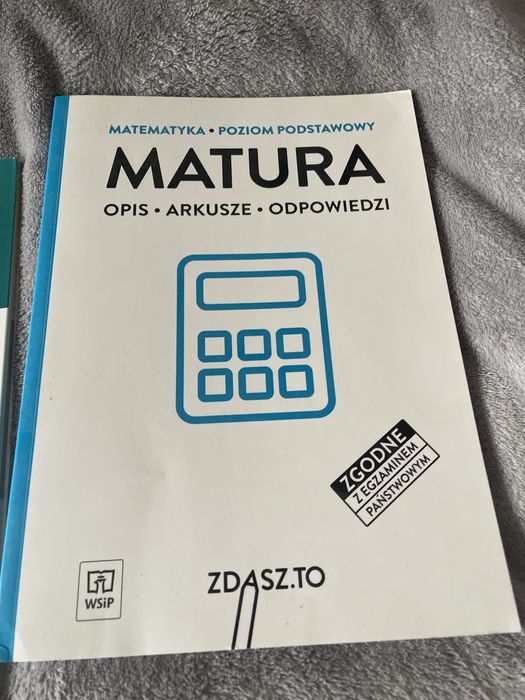 MATEMATYKA • POZIOM PODSTAWOWY
MATURA
OPIS • ARKUSZE • ODPOWIEDZI
ZGODNE
Z EGZAMINEM
PAŃSTWOWYM
WSiP
ZDASZ.TO